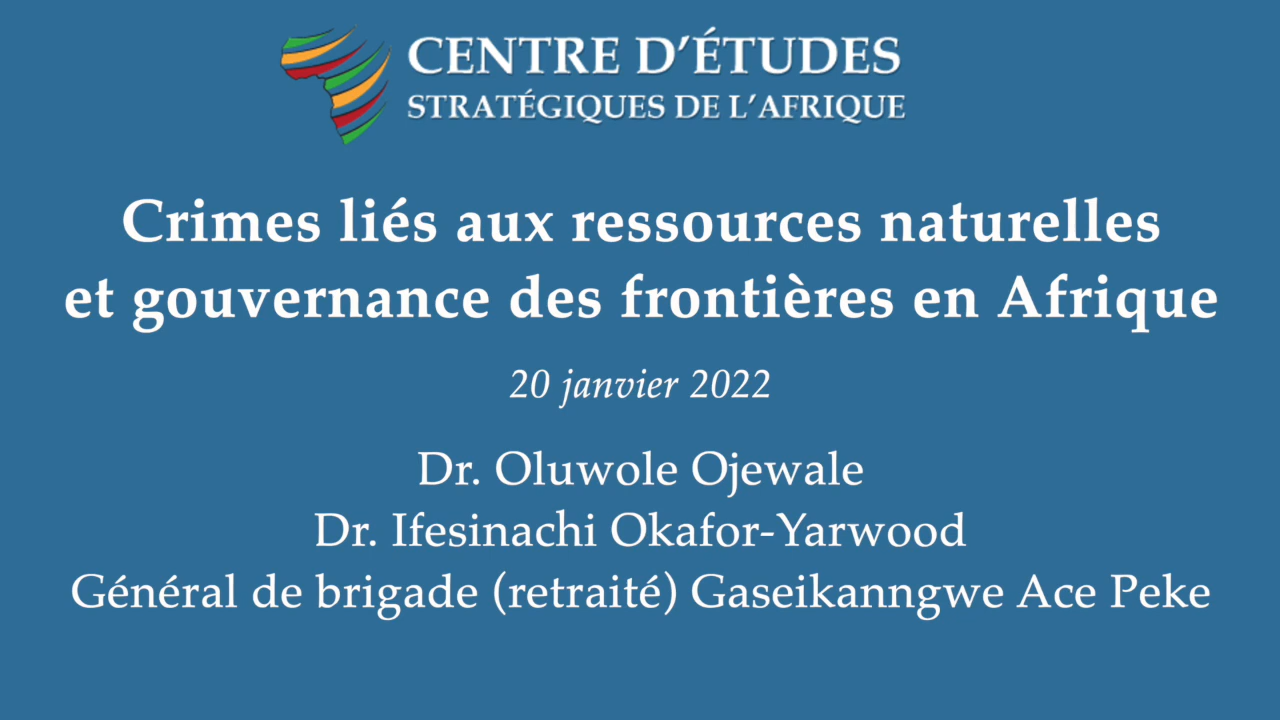 CENTRE D'ÉTUDES
STRATÉGIQUES DE L'AFRIQUE
Crimes liés aux ressources naturelles
et gouvernance des frontières en Afrique
20 janvier 2022
Dr. Oluwole Ojewale
Dr. Ifesinachi Okafor-Yarwood
Général de brigade (retraité) Gaseikanngwe Ace Peke